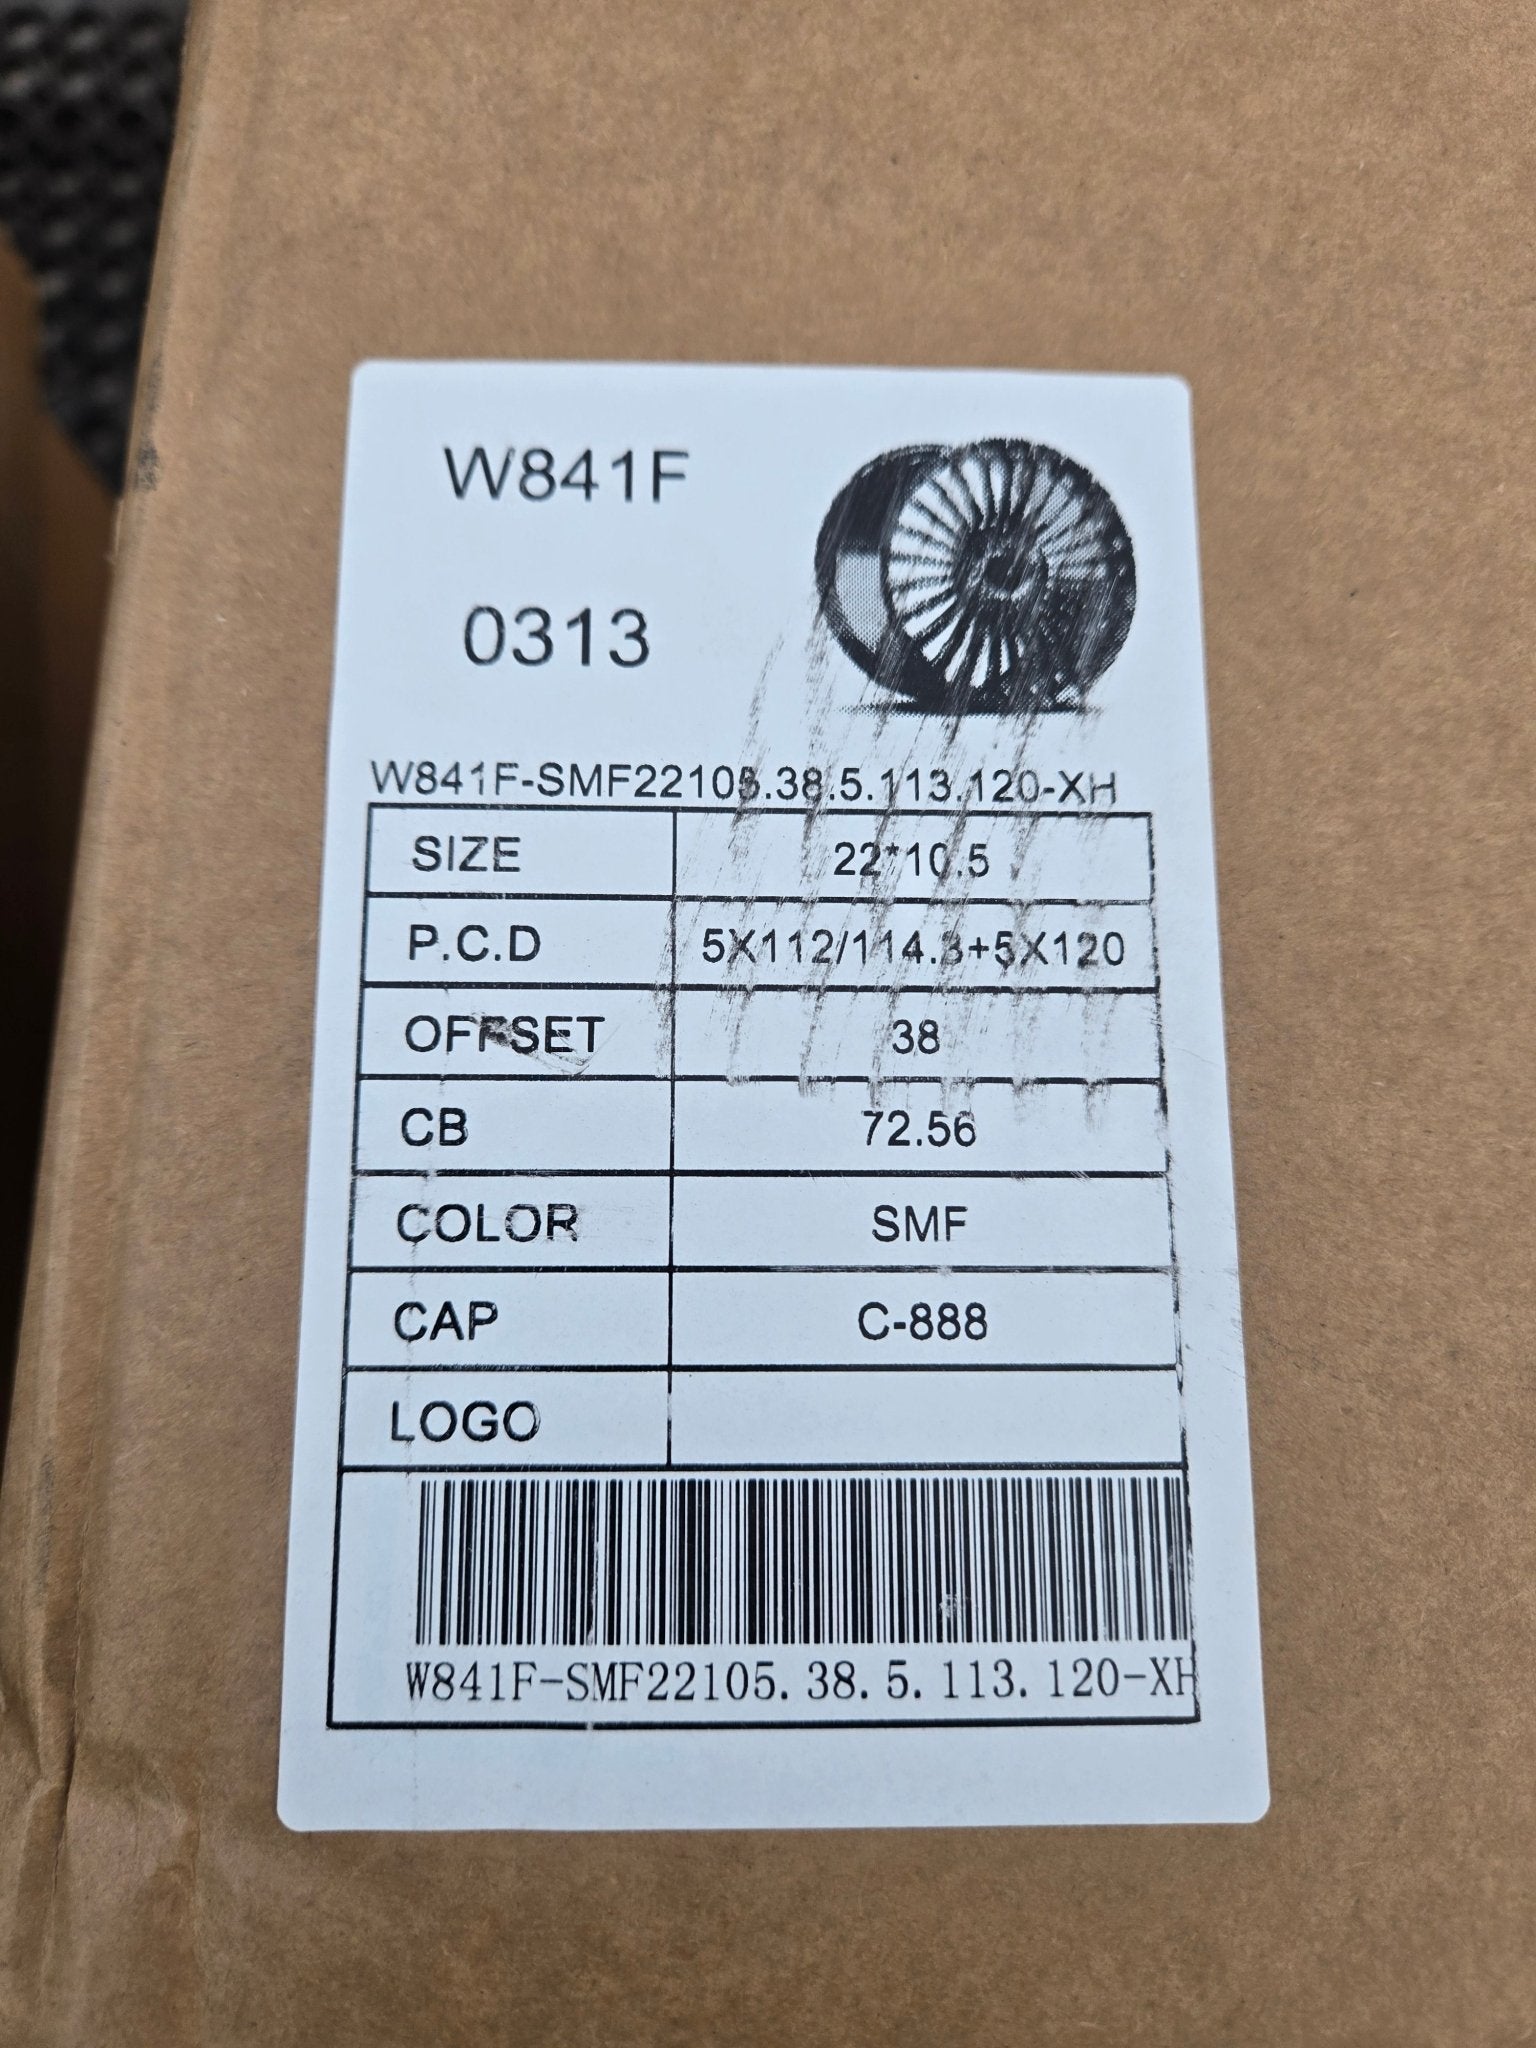 W841F
0313
W841F-SMF22105.38.5.113.120-XH
SIZE 22*10.5
P.C.D 5X112/114.3+5X120
OFFSET 38
CB 72.56
COLOR SMF
CAP C-888
LOGO
W841F-SMF22105.38.5.113.120-XH